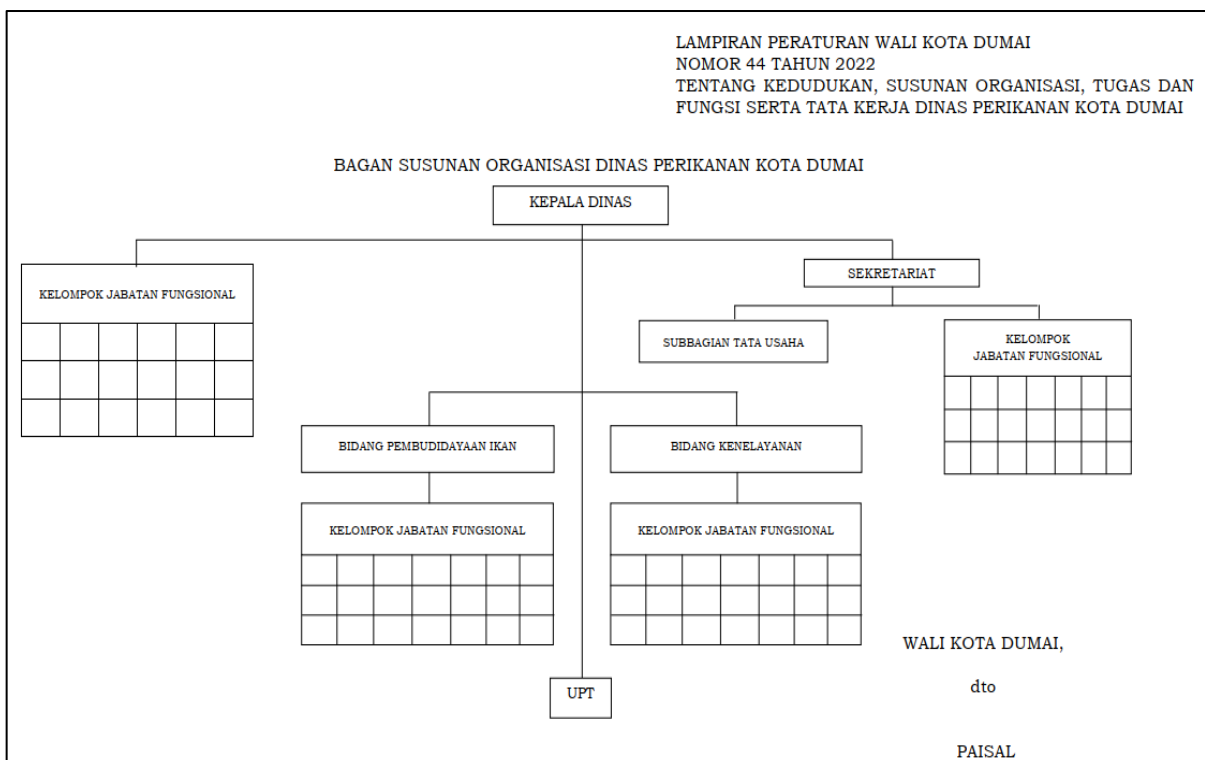 LAMPIRAN PERATURAN WALI KOTA DUMAI
NOMOR 44 TAHUN 2022
TENTANG KEDUDUKAN, SUSUNAN ORGANISASI, TUGAS DAN
FUNGSI SERTA TATA KERJA DINAS PERIKANAN KOTA DUMAI
BAGAN SUSUNAN ORGANISASI DINAS PERIKANAN KOTA DUMAI
KEPALA DINAS
KELOMPOK JABATAN FUNGSIONAL
SEKRETARIAT
SUBBAGIAN TATA USAHA
KELOMPOK
JABATAN FUNGSIONAL
BIDANG PEMBUDIDAYAAN IKAN
BIDANG KENELAYANAN
KELOMPOK JABATAN FUNGSIONAL
KELOMPOK JABATAN FUNGSIONAL
UPT
WALI KOTA DUMAI,
dto
PAISAL